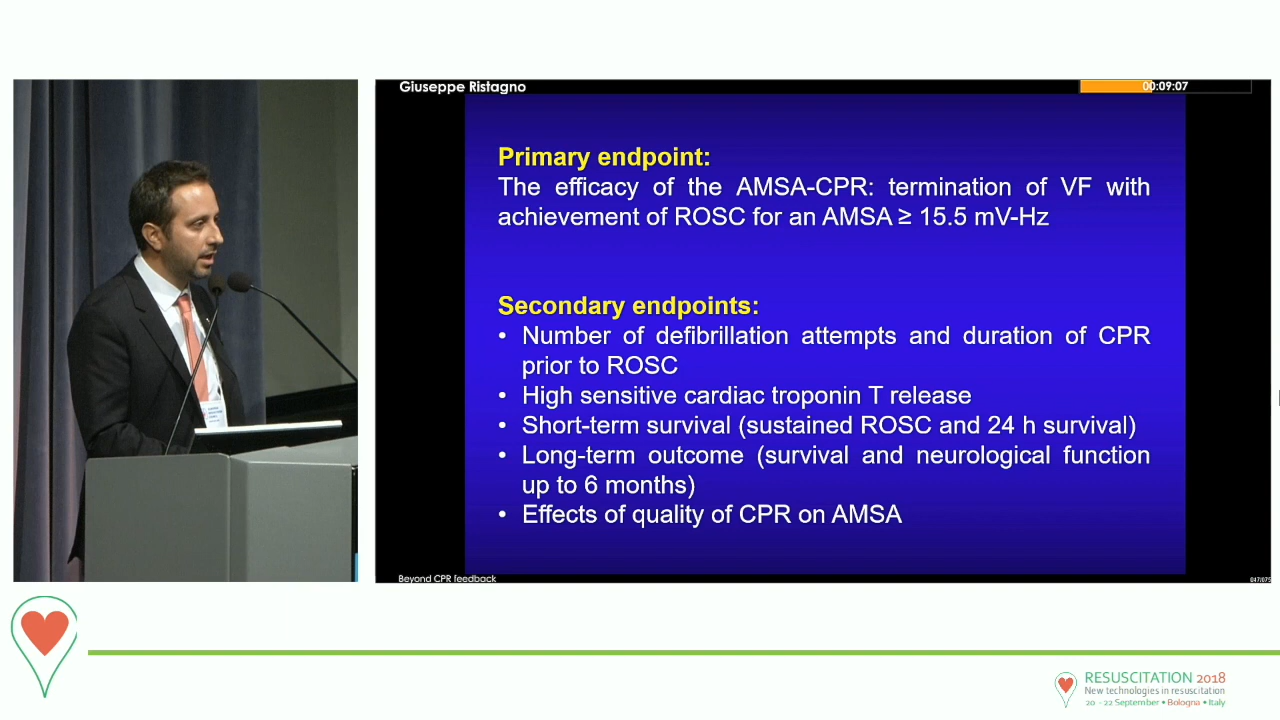 Giuseppe Ristagno
00:09:07
Primary endpoint:
The efficacy of the AMSA-CPR: termination of VF with
achievement of ROSC for an AMSA ≥ 15.5 mV-Hz
Secondary endpoints:
• Number of defibrillation attempts and duration of CPR
prior to ROSC
• High sensitive cardiac troponin T release
• Short-term survival (sustained ROSC and 24 h survival)
• Long-term outcome (survival and neurological function
up to 6 months)
• Effects of quality of CPR on AMSA
Beyond CPR feedback
047/075
RESUSCITATION 2018
New technologies in resuscitation
20 - 22 September • Bologna • Italy